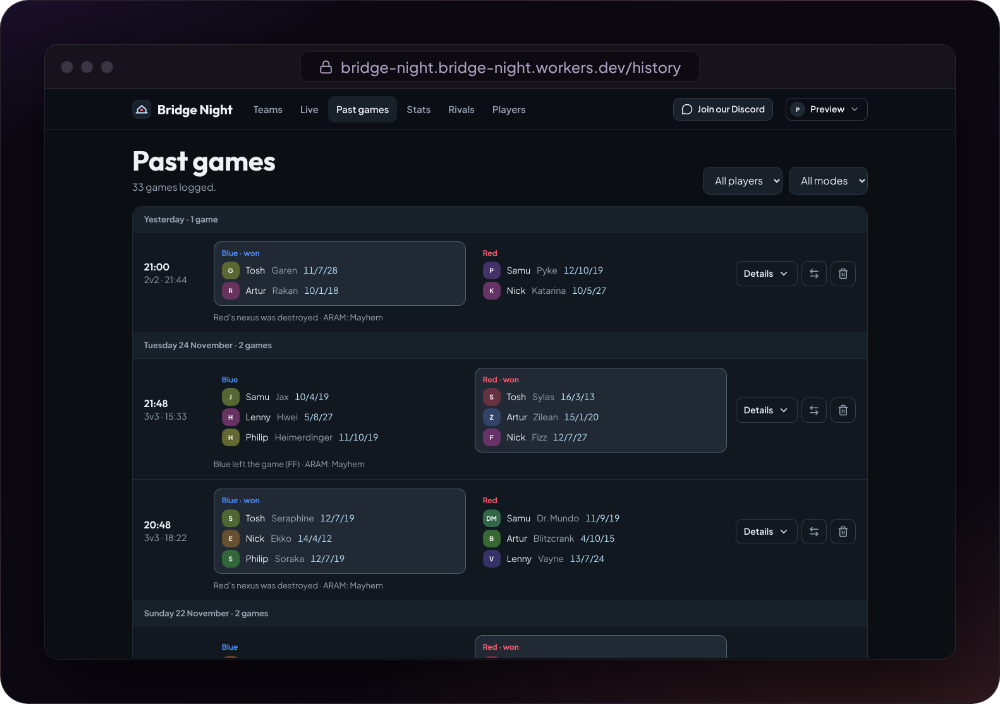 bridge-night.bridge-night.workers.dev/history
Bridge Night Teams Live Past games Stats Rivals Players Join our Discord P Preview
Past games
33 games logged.
All players All modes
Yesterday · 1 game
21:00
2v2 · 21:44
Blue · won
G Tosh Garen 11/7/28
R Artur Rakan 10/1/18
Red
P Samu Pyke 12/10/19
K Nick Katarina 10/5/27
Details
Red's nexus was destroyed · ARAM: Mayhem
Tuesday 24 November · 2 games
21:48
3v3 · 15:33
Blue
J Samu Jax 10/4/19
H Lenny Hwei 5/8/27
H Philip Heimerdinger 11/10/19
Red · won
S Tosh Sylas 16/3/13
Z Artur Zilean 15/1/20
F Nick Fizz 12/7/27
Details
Blue left the game (FF) · ARAM: Mayhem
20:48
3v3 · 18:22
Blue · won
S Tosh Seraphine 12/7/19
E Nick Ekko 14/4/12
S Philip Soraka 12/7/19
Red
DM Samu Dr. Mundo 11/9/19
B Artur Blitzcrank 4/10/15
V Lenny Vayne 13/7/24
Details
Red's nexus was destroyed · ARAM: Mayhem
Sunday 22 November · 2 games
Blue
Red · won